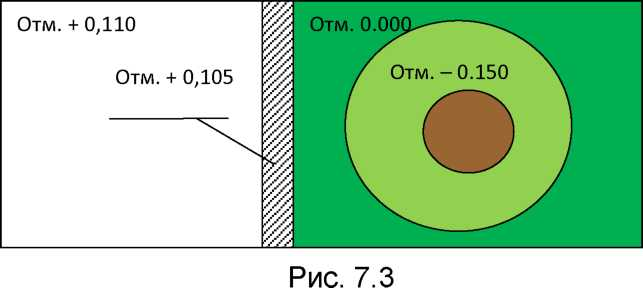 Отм. + 0,110
Отм. 0.000
Отм. – 0.150
Отм. + 0,105
Рис. 7.3